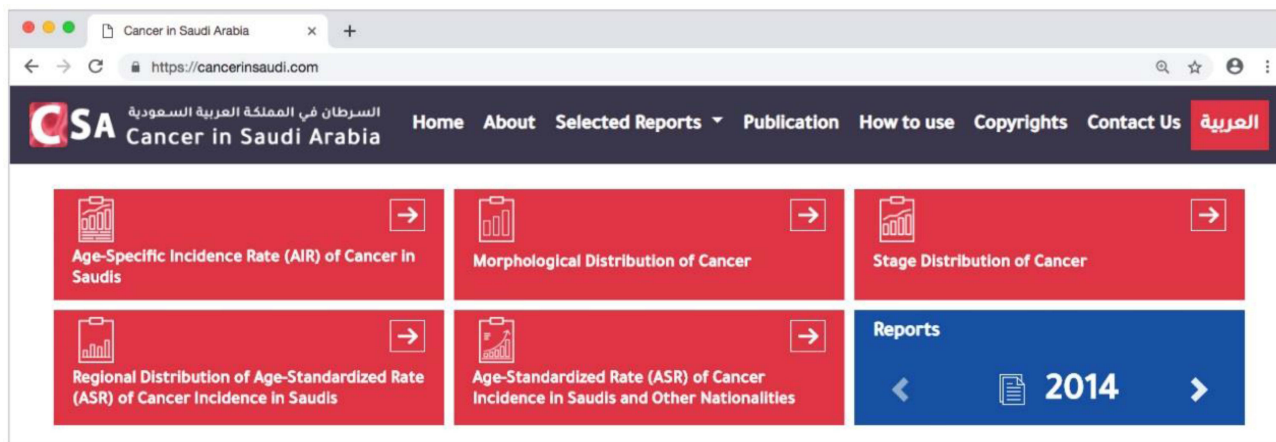 Cancer in Saudi Arabia
https://cancerinsaudi.com
CSA
السرطان في المملكة العربية السعودية
Cancer in Saudi Arabia
Home About Selected Reports Publication How to use Copyrights Contact Us العربية
Age-Specific Incidence Rate (AIR) of Cancer in
Saudis
Morphological Distribution of Cancer
Stage Distribution of Cancer
Regional Distribution of Age-Standardized Rate
(ASR) of Cancer Incidence in Saudis
Age-Standardized Rate (ASR) of Cancer
Incidence in Saudis and Other Nationalities
Reports
2014